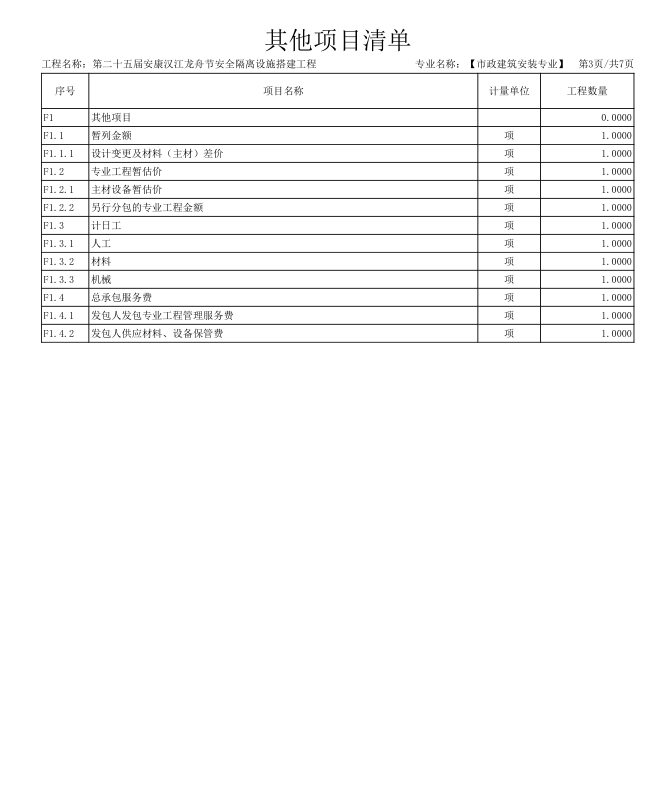 其他项目清单
工程名称：第二十五届安康汉江龙舟节安全隔离设施搭建工程 专业名称：【市政建筑安装专业】 第3页/共7页
序号 项目名称 计量单位 工程数量
F1 其他项目 0.0000
F1.1 暂列金额 项 1.0000
F1.1.1 设计变更及材料（主材）差价 项 1.0000
F1.2 专业工程暂估价 项 1.0000
F1.2.1 主材设备暂估价 项 1.0000
F1.2.2 另行分包的专业工程金额 项 1.0000
F1.3 计日工 项 1.0000
F1.3.1 人工 项 1.0000
F1.3.2 材料 项 1.0000
F1.3.3 机械 项 1.0000
F1.4 总承包服务费 项 1.0000
F1.4.1 发包人发包专业工程管理服务费 项 1.0000
F1.4.2 发包人供应材料、设备保管费 项 1.0000